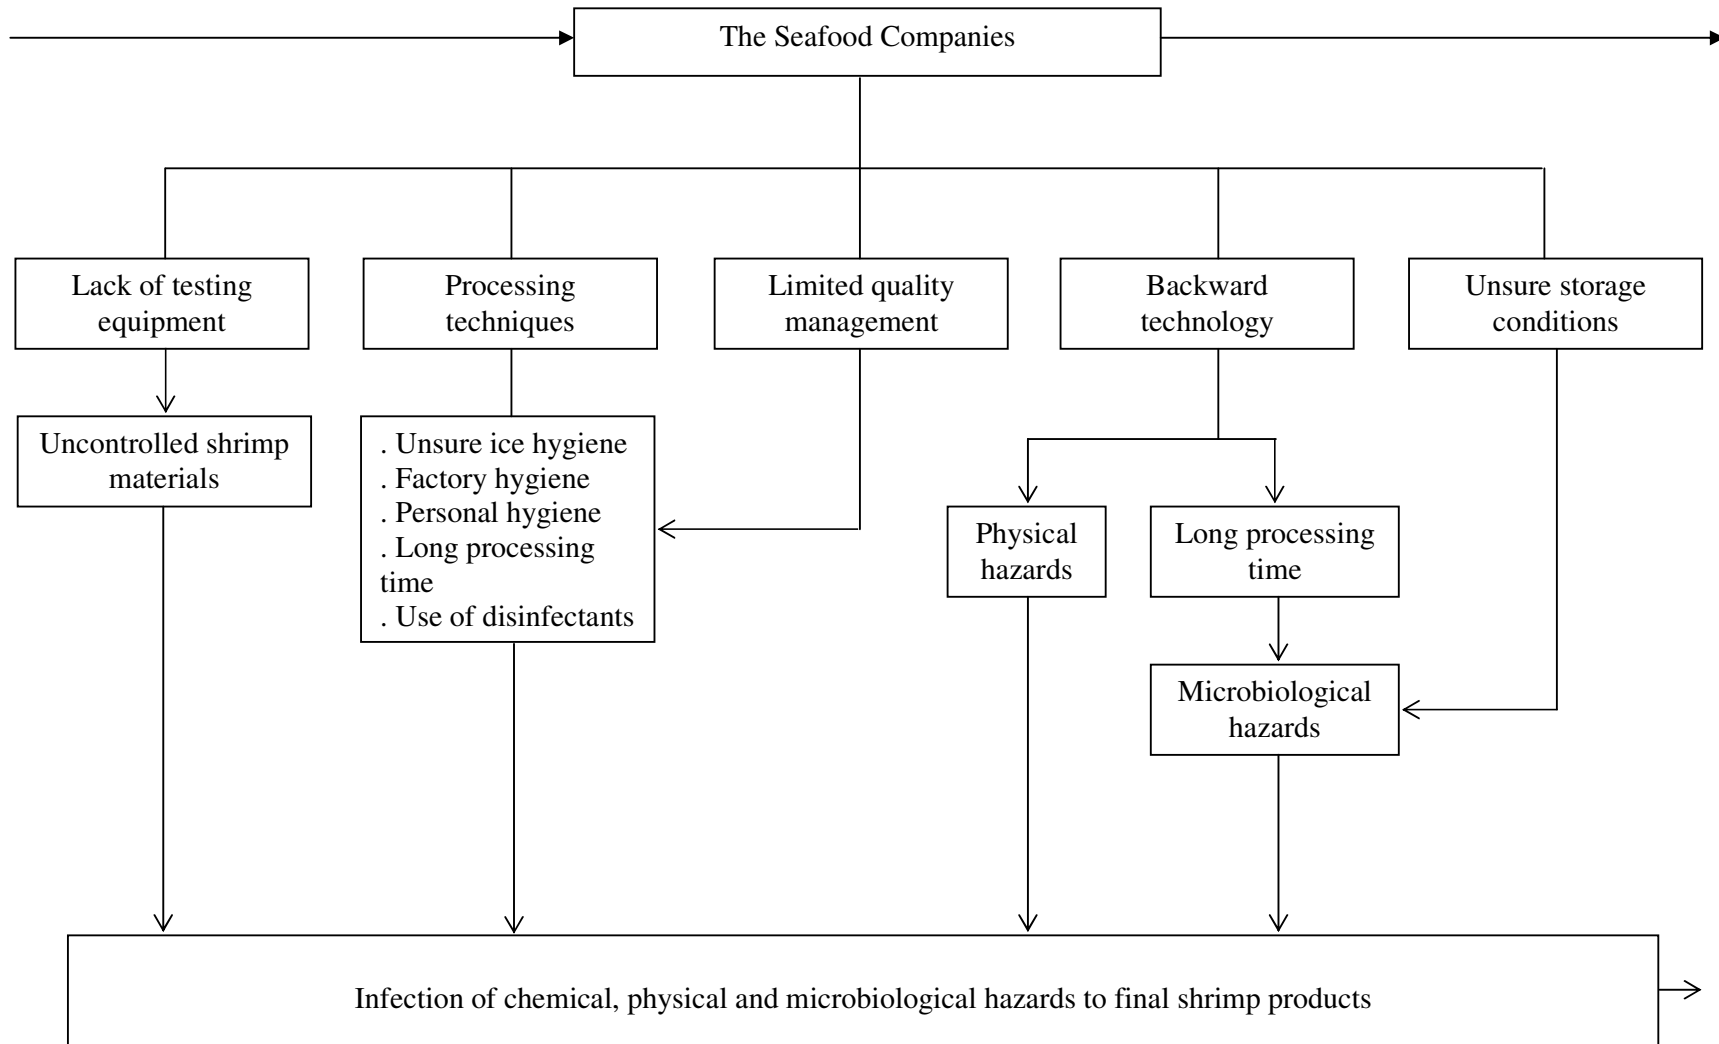 The Seafood Companies
Lack of testing
equipment
Processing
techniques
Limited quality
management
Backward
technology
Unsure storage
conditions
Uncontrolled shrimp
materials
. Unsure ice hygiene
. Factory hygiene
. Personal hygiene
. Long processing
time
. Use of disinfectants
Physical
hazards
Long processing
time
Microbiological
hazards
Infection of chemical, physical and microbiological hazards to final shrimp products